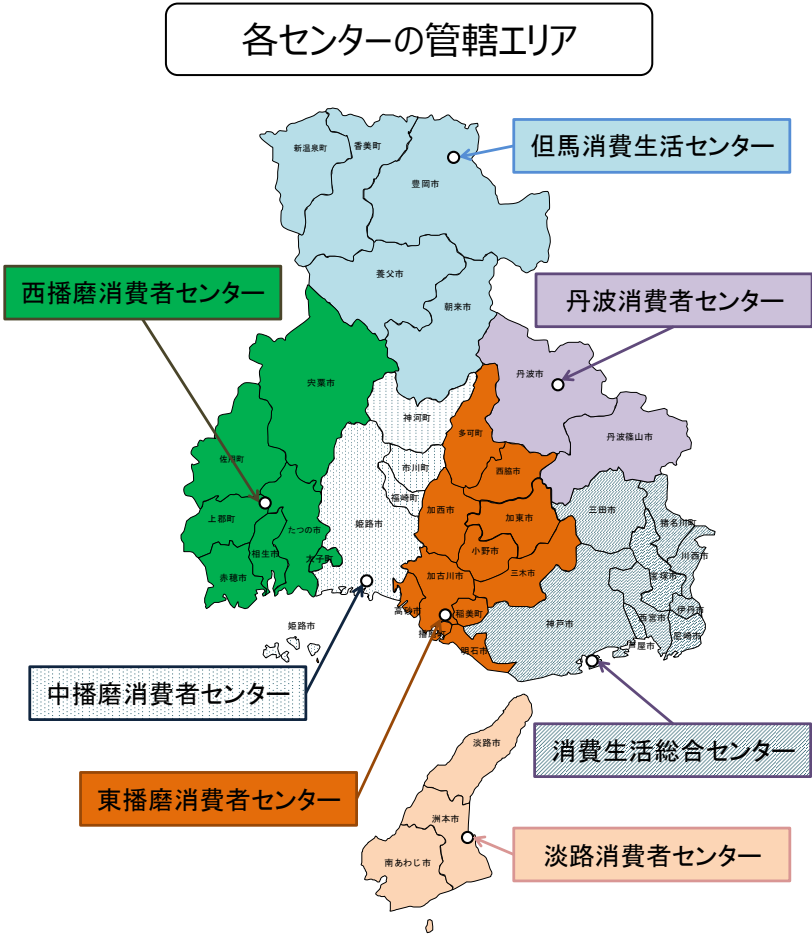 各センターの管轄エリア
新温泉町
香美町
豊岡市
但馬消費生活センター
養父市
朝来市
西播磨消費者センター
丹波消費者センター
宍粟市
丹波市
神河町
多可町
丹波篠山市
佐用町
市川町
西脇市
福崎町
加西市
三田市
猪名川町
上郡町
たつの市
姫路市
加東市
川西市
相生市
太子町
小野市
赤穂市
加古川市
三木市
宝塚市
高砂市
稲美町
神戸市
西宮市
伊丹市
姫路市
播磨町
明石市
芦屋市
尼崎市
中播磨消費者センター
淡路市
消費生活総合センター
東播磨消費者センター
洲本市
南あわじ市
淡路消費者センター